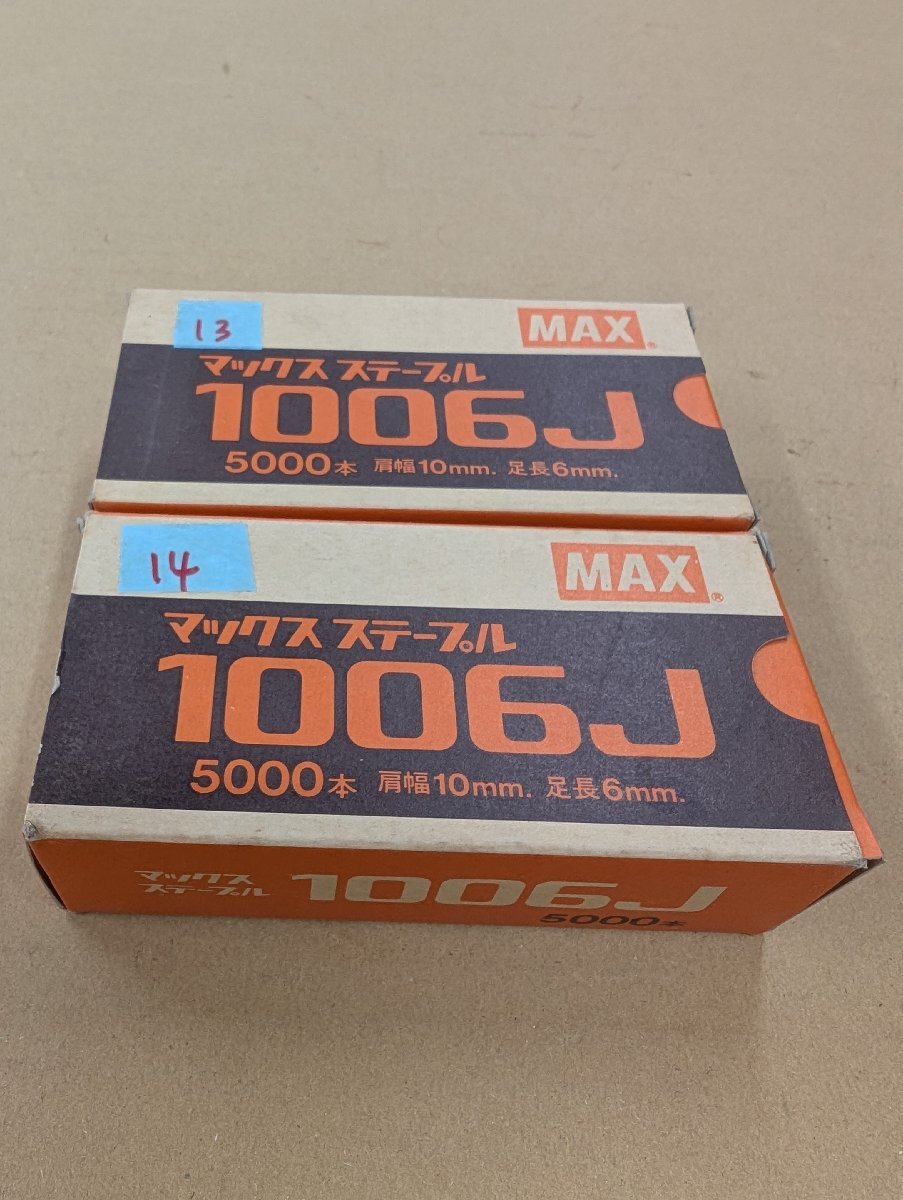 13
MAX
®
マックス ステープル
1006J
5000本 肩幅10mm. 足長6mm.
14
MAX
®
マックス ステープル
1006J
5000本 肩幅10mm. 足長6mm.
マックス
ステープル
1006J
5000本